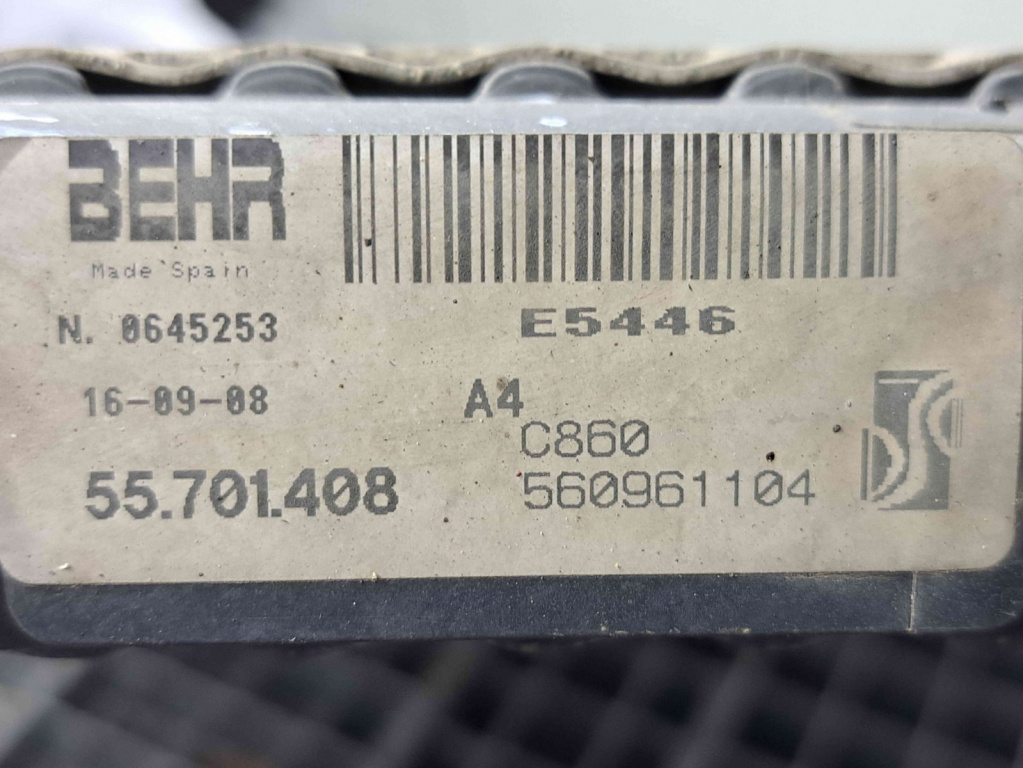 BEHR
Made Spain
N. 0645253
E5446
16-09-08
A4
C860
55.701.408
560961104